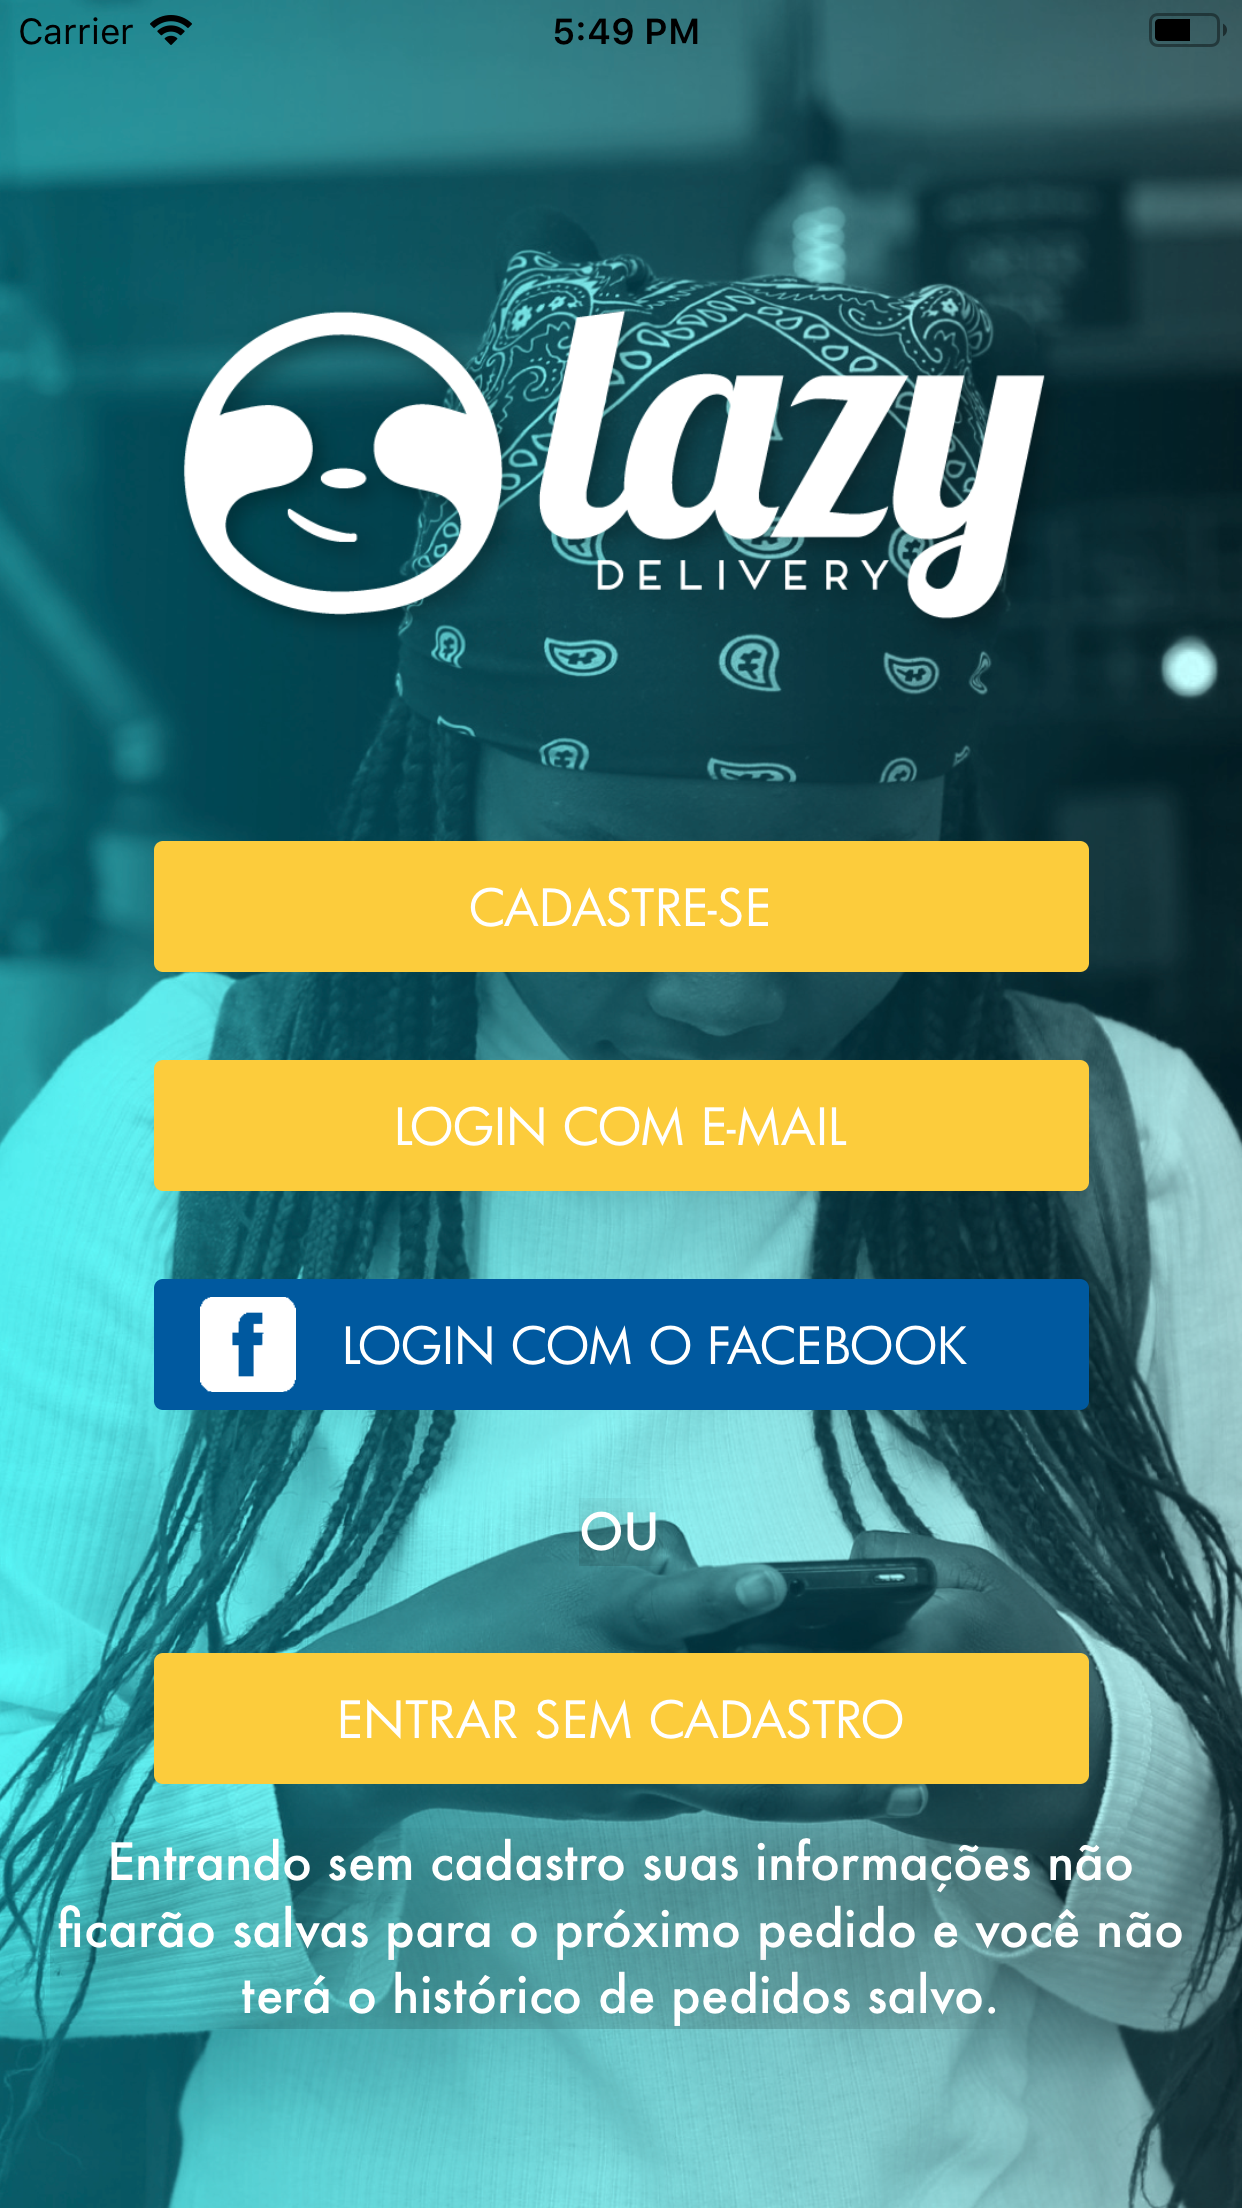 Carrier 5:49 PM
lazy
DELIVERY
CADASTRE-SE
LOGIN COM E-MAIL
f LOGIN COM O FACEBOOK
OU
ENTRAR SEM CADASTRO
Entrando sem cadastro suas informações não
ficarão salvas para o próximo pedido e você não
terá o histórico de pedidos salvo.